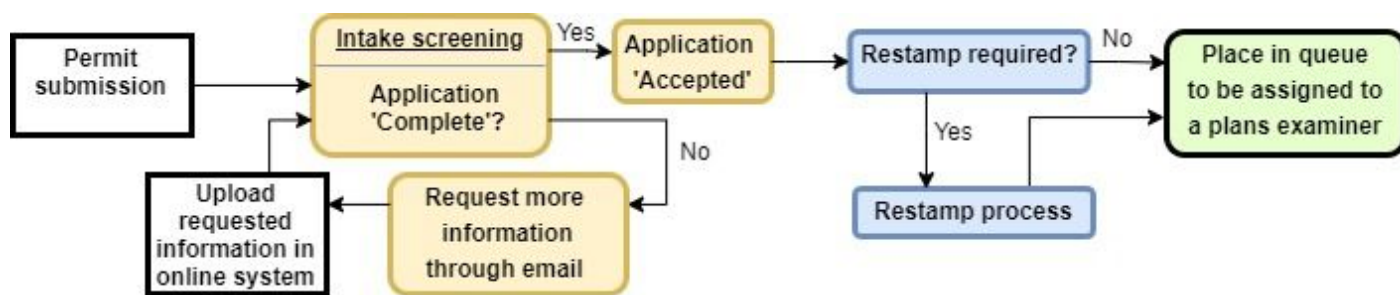 Permit
submission
Intake screening
Application
'Complete'?
Yes
No
Application
'Accepted'
Restamp required?
No
Yes
Place in queue
to be assigned to
a plans examiner
Upload
requested
information in
online system
Request more
information
through email
Restamp process